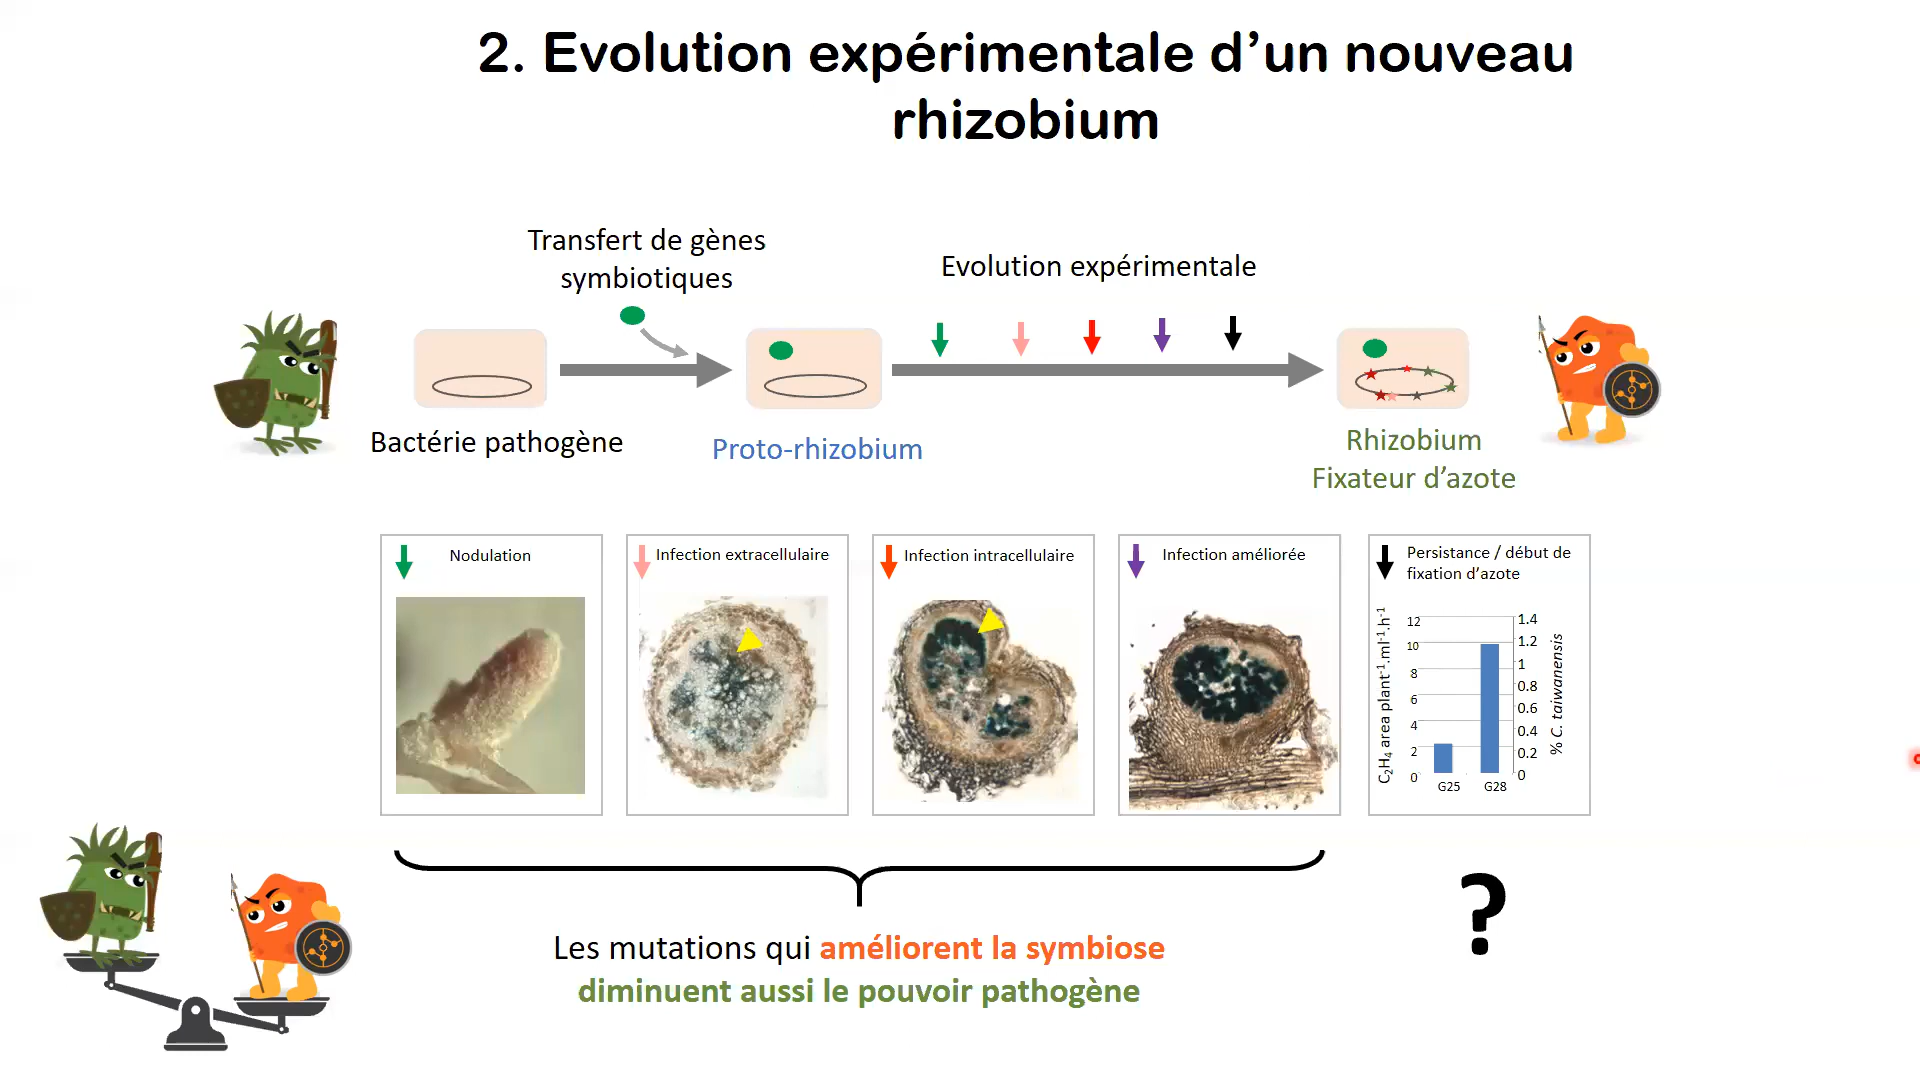 2. Evolution expérimentale d’un nouveau
rhizobium
Transfert de gènes
symbiotiques
Evolution expérimentale
Bactérie pathogène
Proto-rhizobium
Rhizobium
Fixateur d’azote
Nodulation
Infection extracellulaire
Infection intracellulaire
Infection améliorée
Persistance / début de
fixation d’azote
C₂H₄ area plant⁻¹.ml⁻¹.h⁻¹
12
10
8
6
4
2
0
1.4
1.2
1
0.8
0.6
0.4
0.2
0
% C. taiwanensis
G25
G28
Les mutations qui améliorent la symbiose
diminuent aussi le pouvoir pathogène
?